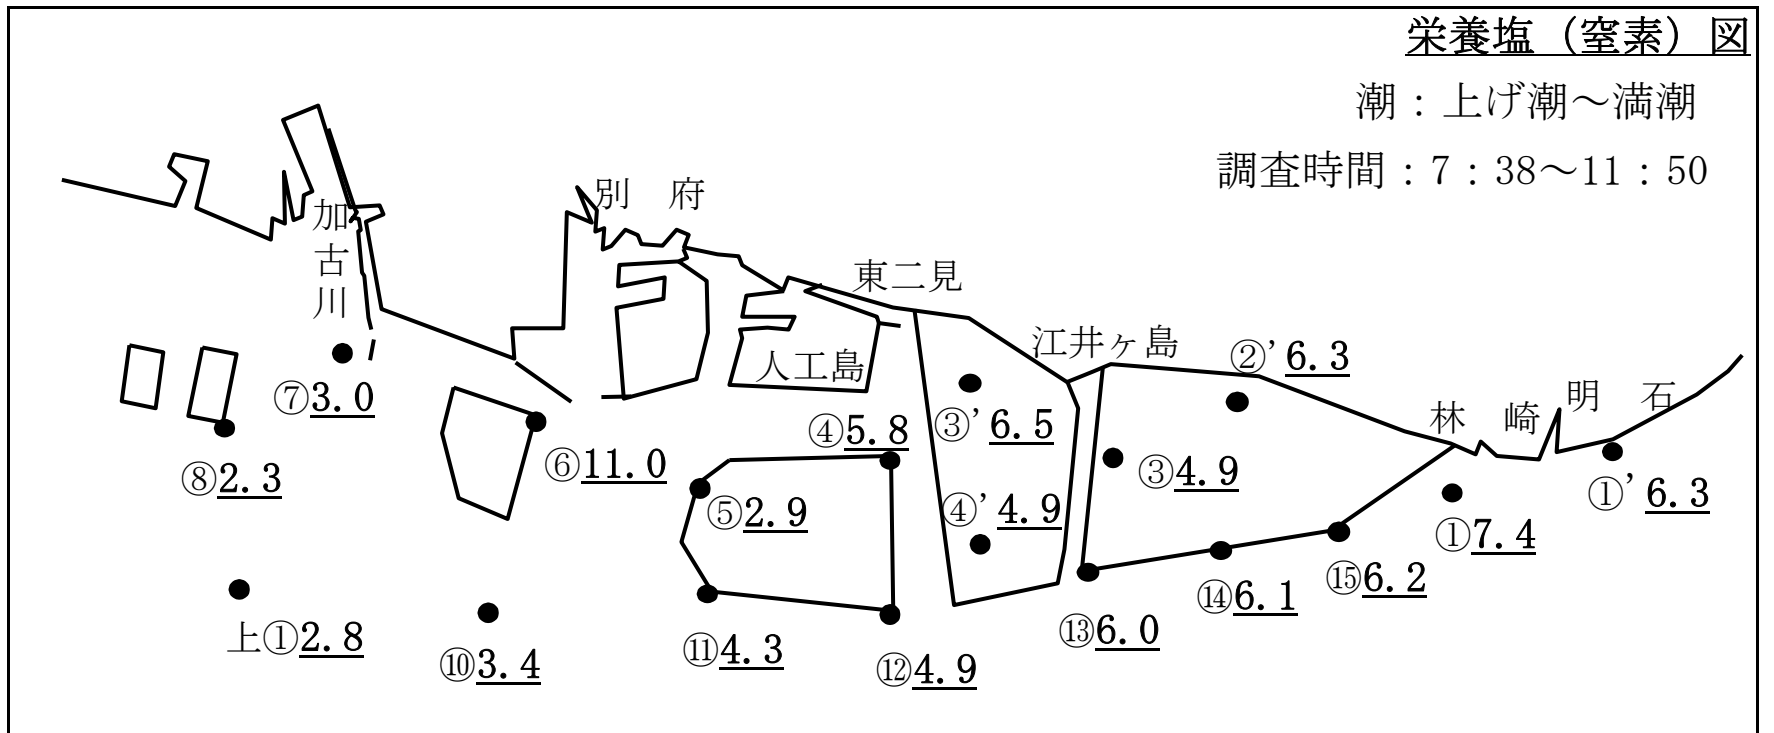 栄養塩（窒素）図
潮：上げ潮～満潮
調査時間：7：38～11：50
別　府
加古川
東二見
江井ヶ島
人工島
②’6.3
林　崎
明　石
⑦3.0
④5.8
③’6.5
⑥11.0
⑧2.3
③4.9
①’6.3
⑤2.9
④’4.9
①7.4
⑮6.2
⑭6.1
⑬6.0
上①2.8
⑩3.4
⑪4.3
⑫4.9